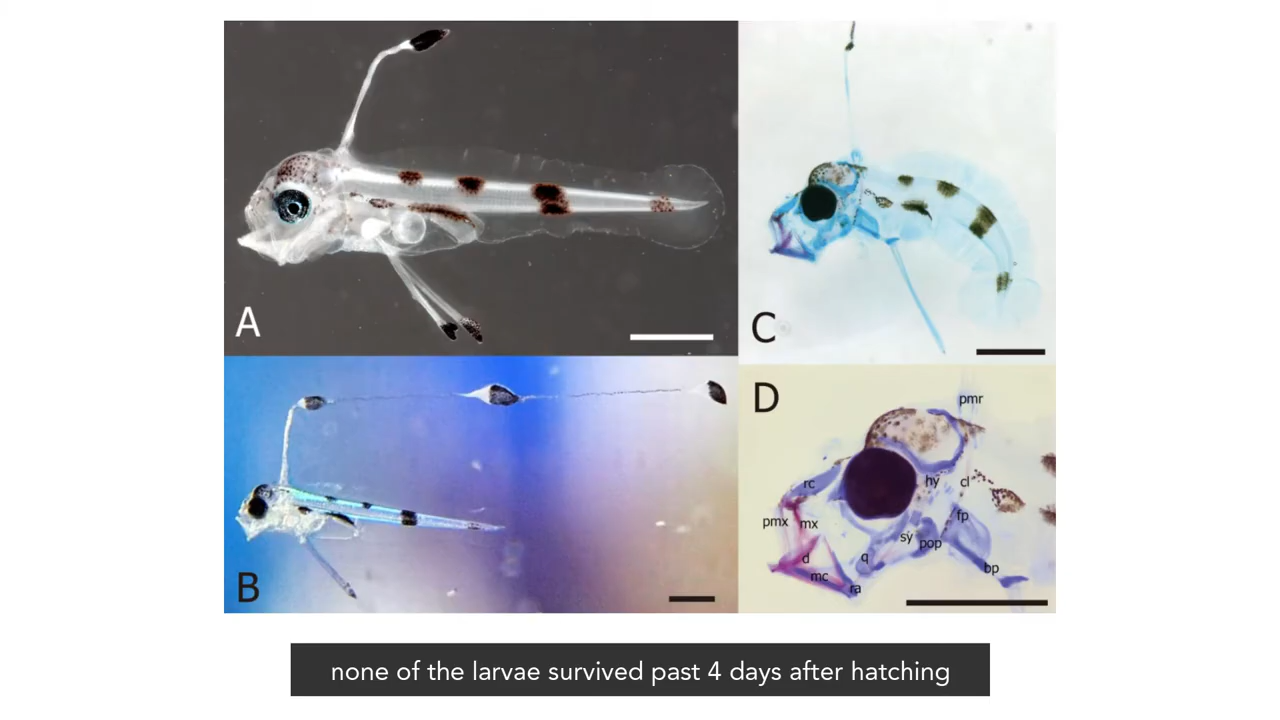 A
B
C
D
pmr
rc
hy
cl
pmx
mx
fp
sy
pop
d
q
mc
ra
bp
none of the larvae survived past 4 days after hatching